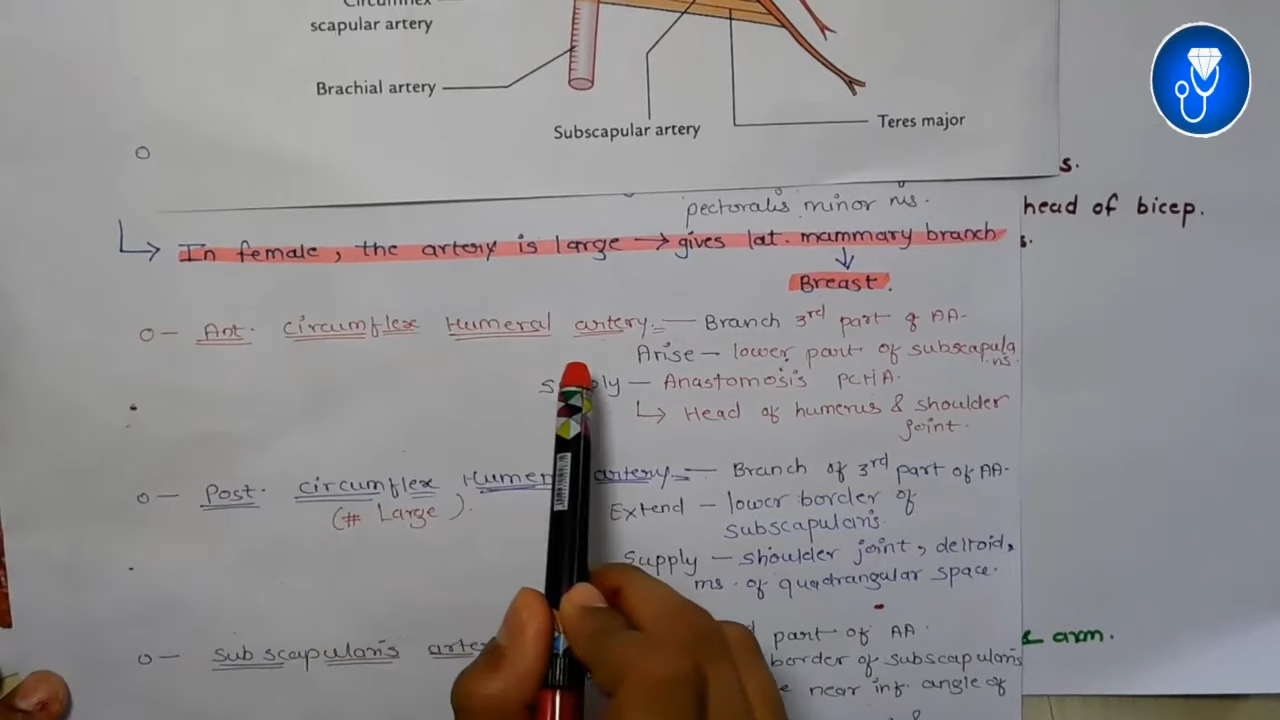 scapular artery
Brachial artery
Subscapular artery
Teres major
s.
pectoralis minor ms.
head of bicep.
In female, the artery is large → gives lat. mammary branch
s.
↓
Breast.
Ant. circumflex Humeral artery :- Branch 3rd part of AA.
Arise - lower part of subscapula
ms.
Supply - Anastomosis PCHA.
↳ Head of humerus & shoulder
joint.
Post. circumflex Humer artery :- Branch of 3rd part of AA.
(# Large).
Extend - lower border of
subscapularis
Supply - shoulder joint, deltoid,
ms. of quadrangular space.
part of AA.
& arm.
subscapularis arte
border of subscapularis
near inf. angle of